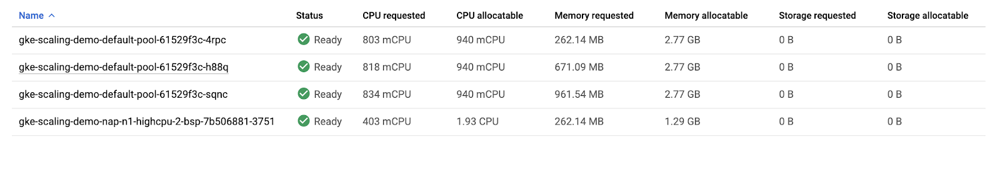 Name Status CPU requested CPU allocatable Memory requested Memory allocatable Storage requested Storage allocatable
gke-scaling-demo-default-pool-61529f3c-4rpc Ready 803 mCPU 940 mCPU 262.14 MB 2.77 GB 0 B 0 B
gke-scaling-demo-default-pool-61529f3c-h88q Ready 818 mCPU 940 mCPU 671.09 MB 2.77 GB 0 B 0 B
gke-scaling-demo-default-pool-61529f3c-sqnc Ready 834 mCPU 940 mCPU 961.54 MB 2.77 GB 0 B 0 B
gke-scaling-demo-nap-n1-highcpu-2-bsp-7b506881-3751 Ready 403 mCPU 1.93 CPU 262.14 MB 1.29 GB 0 B 0 B